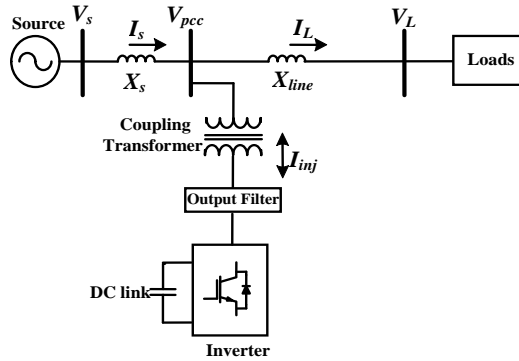 Source
V_s
I_s
V_pcc
I_L
V_L
Loads
X_s
X_line
Coupling
Transformer
I_inj
Output Filter
DC link
Inverter